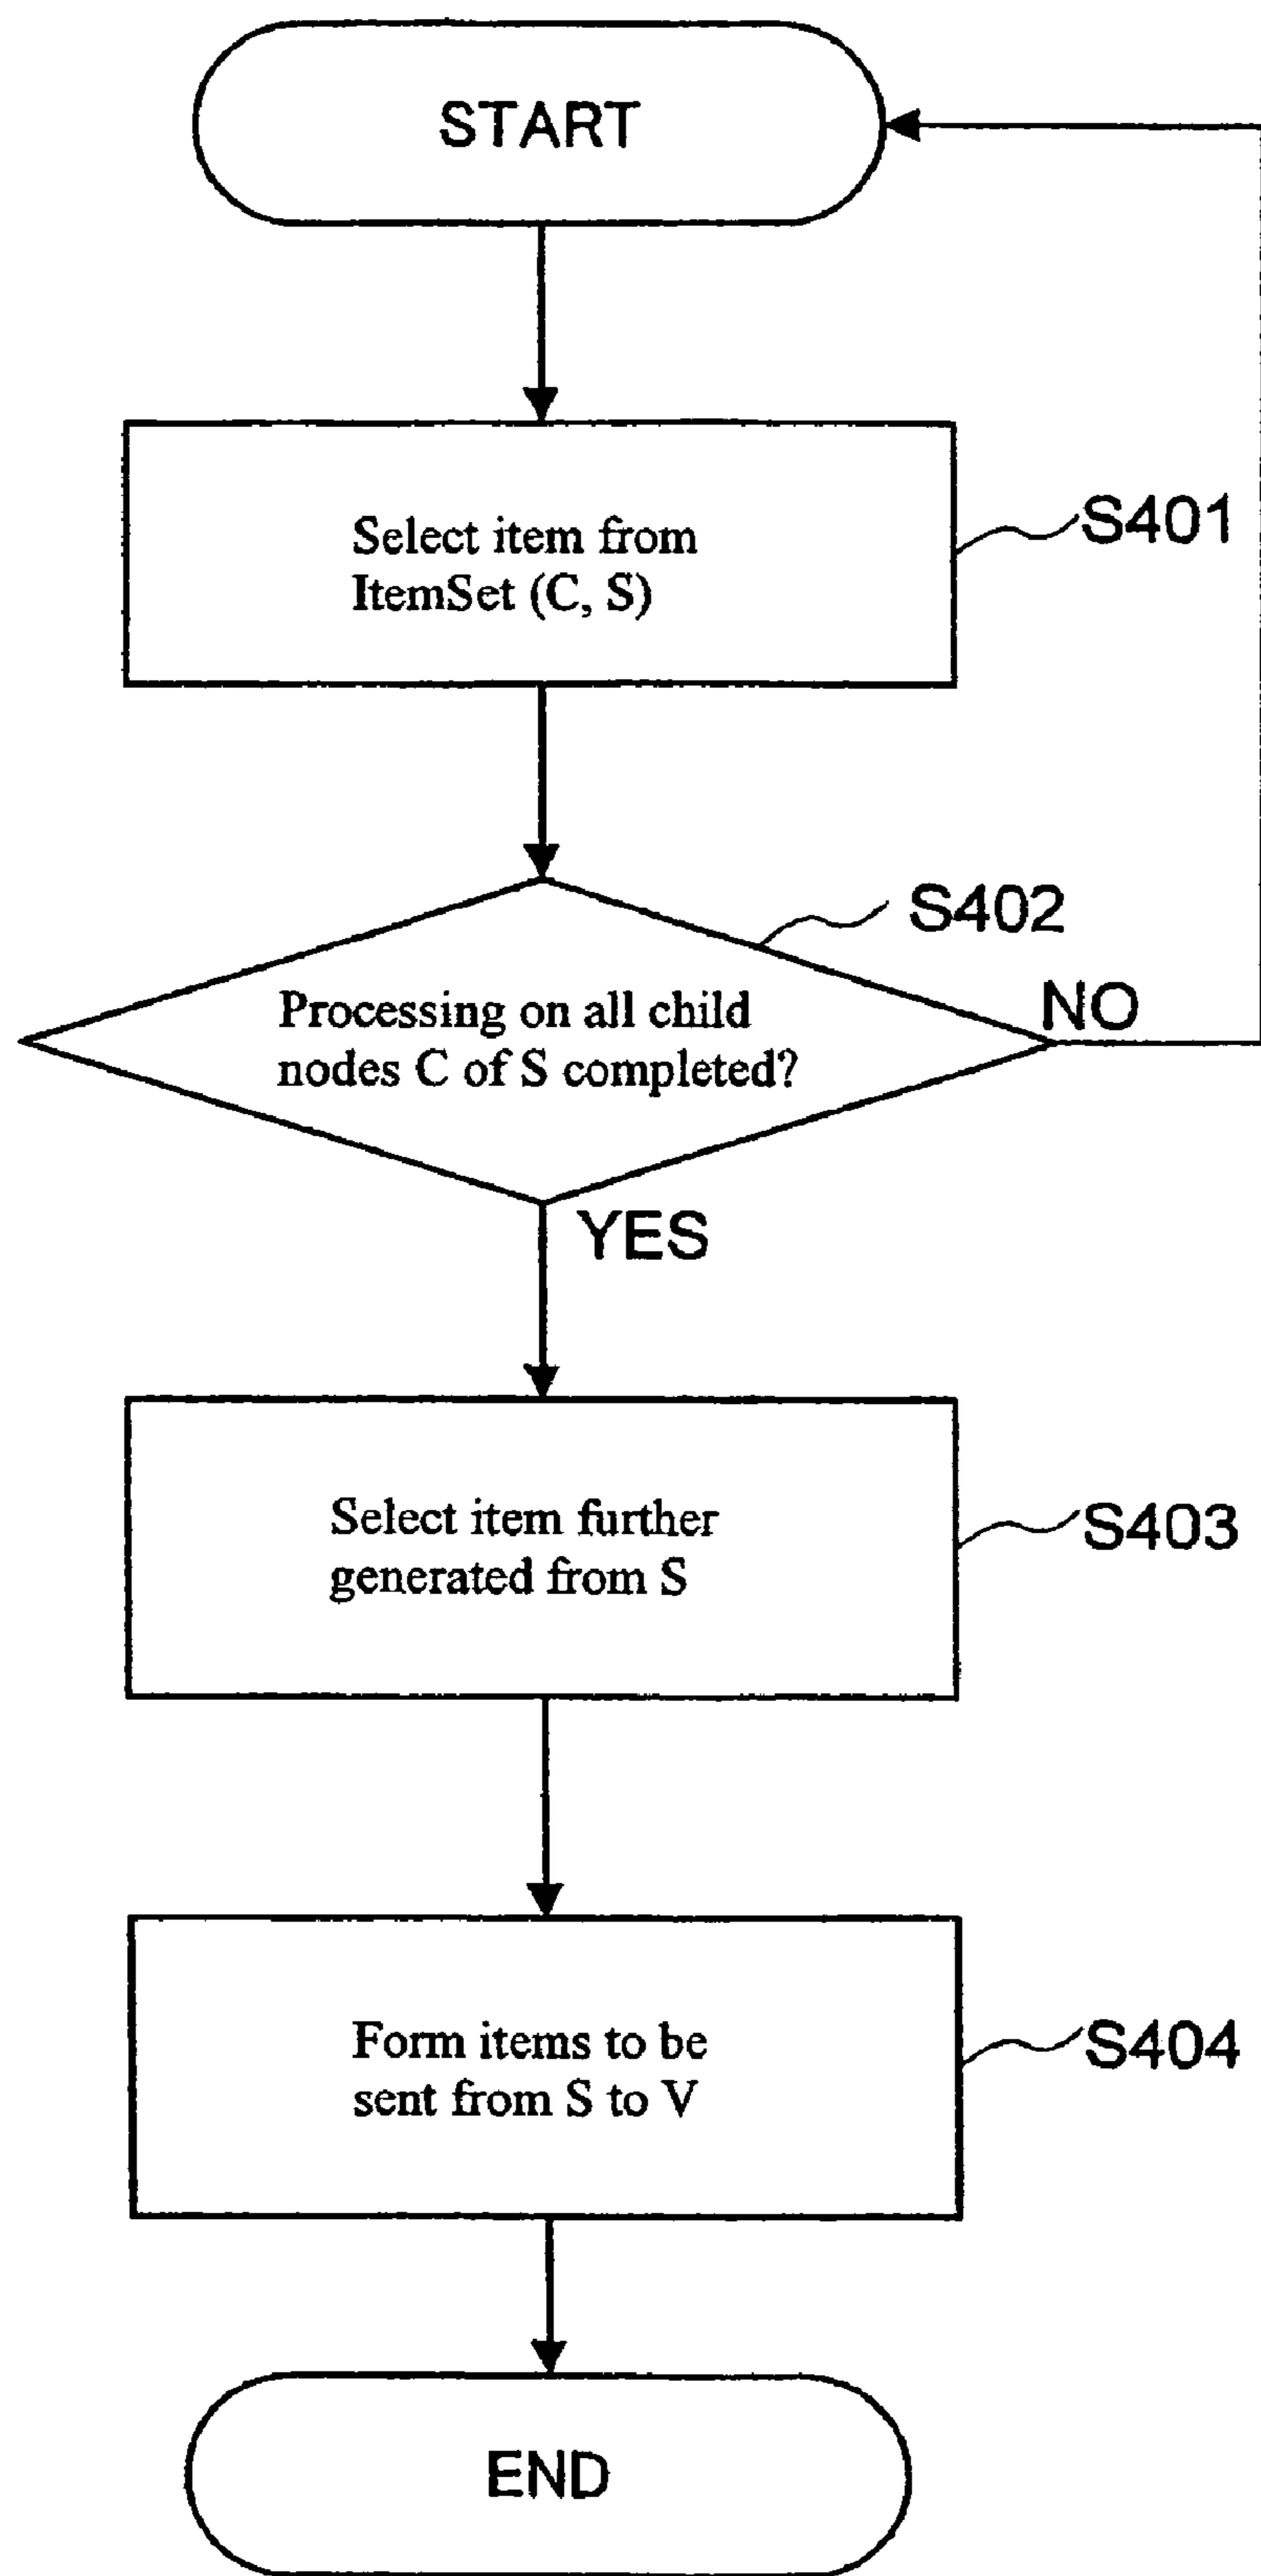 START
Select item from
ItemSet (C, S)
S401
S402
Processing on all child
nodes C of S completed?
NO
YES
Select item further
generated from S
S403
Form items to be
sent from S to V
S404
END